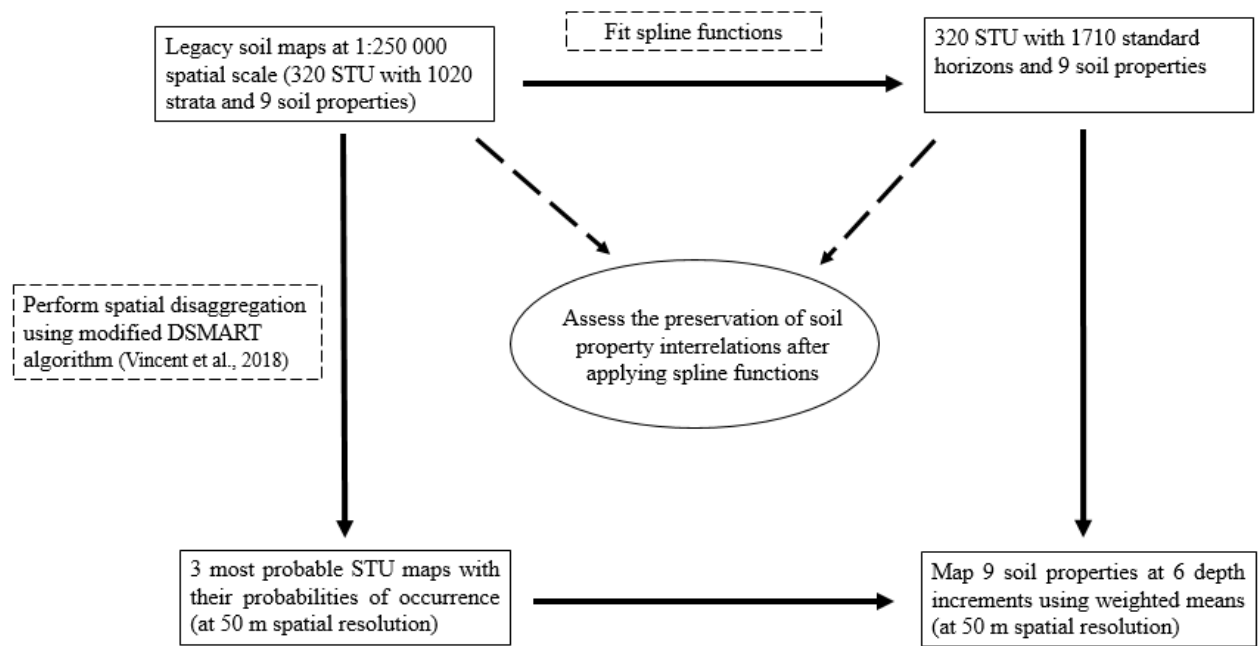 Legacy soil maps at 1:250 000
spatial scale (320 STU with 1020
strata and 9 soil properties)
Fit spline functions
320 STU with 1710 standard
horizons and 9 soil properties
Perform spatial disaggregation
using modified DSMART
algorithm (Vincent et al., 2018)
Assess the preservation of soil
property interrelations after
applying spline functions
3 most probable STU maps with
their probabilities of occurrence
(at 50 m spatial resolution)
Map 9 soil properties at 6 depth
increments using weighted means
(at 50 m spatial resolution)